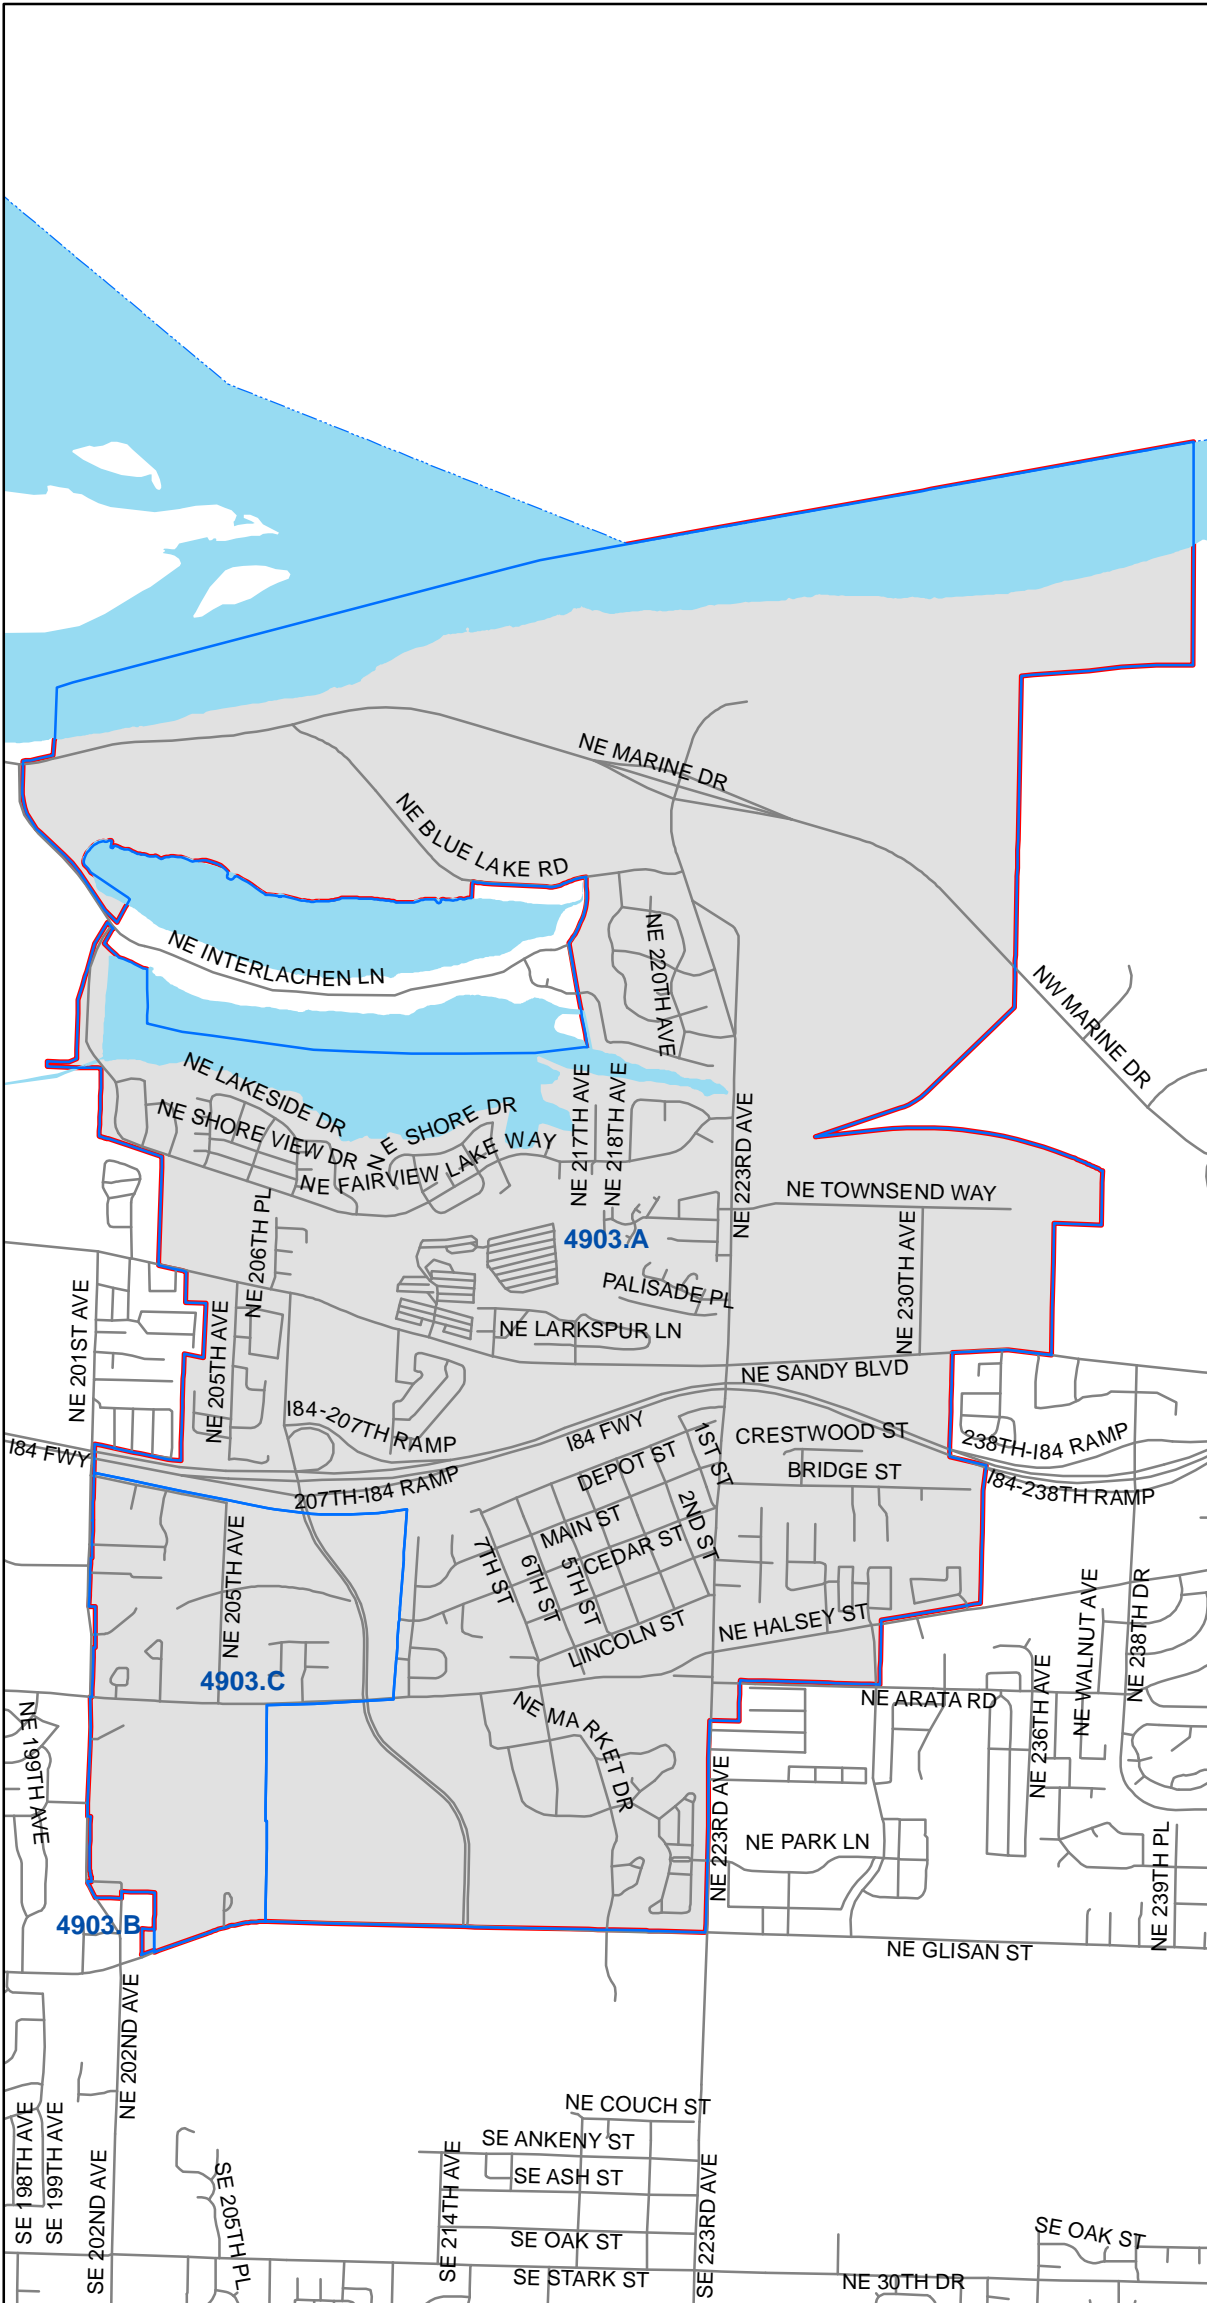 NE MARINE DR
NE BLUE LAKE RD
NE 220TH AVE
NE INTERLACHEN LN
NW MARINE DR
NE LAKESIDE DR
NE SHORE DR
NE SHORE VIEW DR
NE FAIRVIEW LAKE WAY
NE 217TH AVE
NE 218TH AVE
NE 223RD AVE
NE TOWNSEND WAY
NE 206TH PL
4903.A
NE 230TH AVE
PALISADE PL
NE 201ST AVE
NE 205TH AVE
NE LARKSPUR LN
NE SANDY BLVD
I84-207TH RAMP
I84 FWY
I84 FWY
1ST ST
CRESTWOOD ST
238TH-I84 RAMP
DEPOT ST
BRIDGE ST
207TH-I84 RAMP
I84-238TH RAMP
MAIN ST
2ND ST
CEDAR ST
7TH ST
6TH ST
5TH ST
NE 205TH AVE
LINCOLN ST
NE HALSEY ST
NE WALNUT AVE
NE 238TH DR
4903.C
NE 236TH AVE
NE ARATA RD
NE 199TH AVE
NE MARKET DR
NE 223RD AVE
NE PARK LN
NE 239TH PL
4903.B
NE GLISAN ST
NE 202ND AVE
NE COUCH ST
SE ANKENY ST
SE 198TH AVE
SE 199TH AVE
SE 202ND AVE
SE 205TH PL
SE 214TH AVE
SE ASH ST
SE 223RD AVE
SE OAK ST
SE OAK ST
SE STARK ST
NE 30TH DR